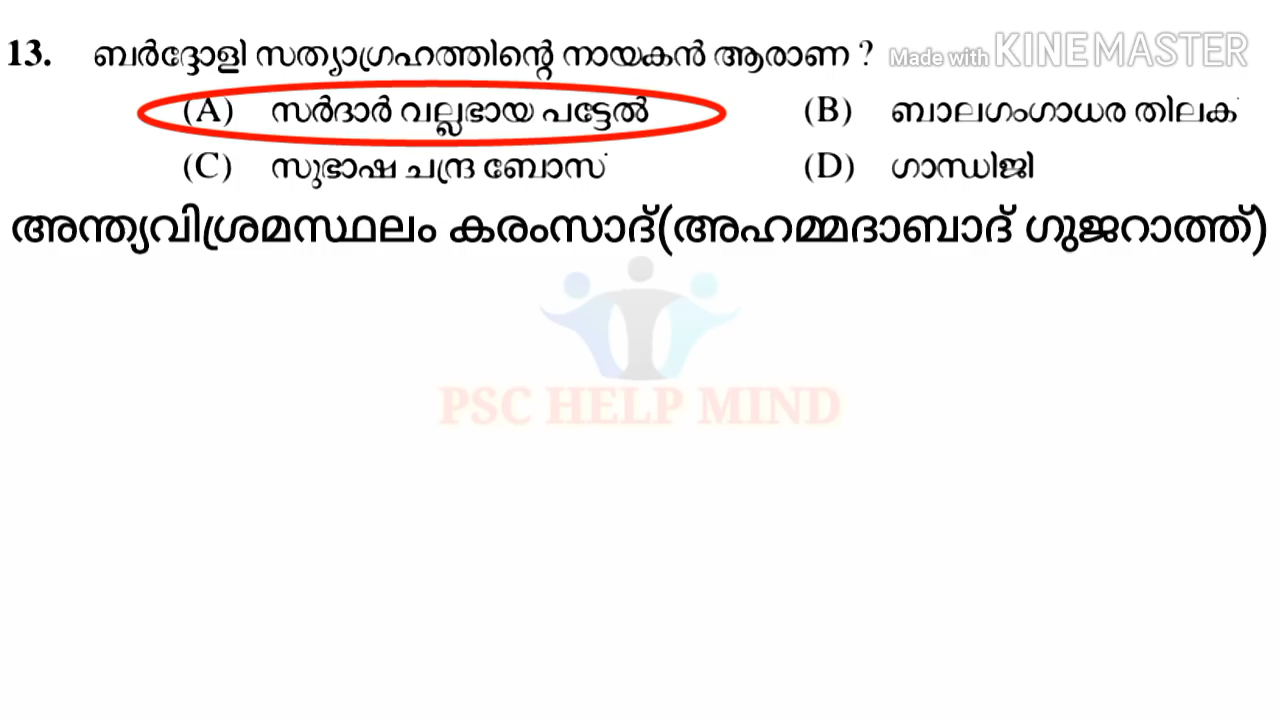 13. ബർദ്ദോളി സത്യാഗ്രഹത്തിന്റെ നായകൻ ആരാണ ? Made with KINEMASTER
(A) സർദാർ വല്ലഭായ പട്ടേൽ (B) ബാലഗംഗാധര തിലക
(C) സുഭാഷ ചന്ദ്ര ബോസ് (D) ഗാന്ധിജി
അന്ത്യവിശ്രമസ്ഥലം കരംസാദ്(അഹമ്മദാബാദ് ഗുജറാത്ത്)
PSC HELP MIND